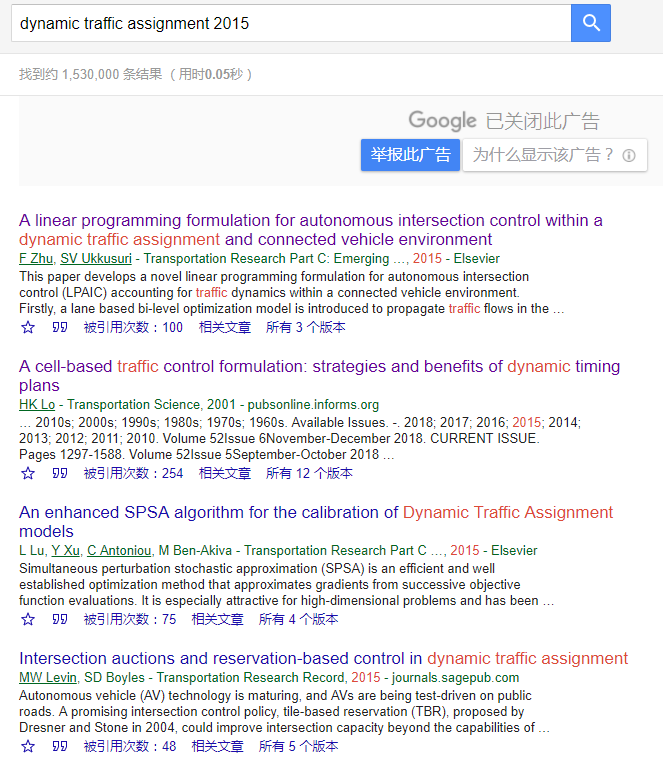 dynamic traffic assignment 2015
找到约 1,530,000 条结果 （用时0.05秒）
Google 已关闭此广告
举报此广告 为什么显示该广告？
A linear programming formulation for autonomous intersection control within a
dynamic traffic assignment and connected vehicle environment
F Zhu, SV Ukkusuri - Transportation Research Part C: Emerging …, 2015 - Elsevier
This paper develops a novel linear programming formulation for autonomous intersection
control (LPAIC) accounting for traffic dynamics within a connected vehicle environment.
Firstly, a lane based bi-level optimization model is introduced to propagate traffic flows in the …
被引用次数：100 相关文章 所有 3 个版本
A cell-based traffic control formulation: strategies and benefits of dynamic timing
plans
HK Lo - Transportation Science, 2001 - pubsonline.informs.org
… 2010s; 2000s; 1990s; 1980s; 1970s; 1960s. Available Issues. -. 2018; 2017; 2016; 2015; 2014;
2013; 2012; 2011; 2010. Volume 52Issue 6November-December 2018. CURRENT ISSUE.
Pages 1297-1588. Volume 52Issue 5September-October 2018 …
被引用次数：254 相关文章 所有 12 个版本
An enhanced SPSA algorithm for the calibration of Dynamic Traffic Assignment
models
L Lu, Y Xu, C Antoniou, M Ben-Akiva - Transportation Research Part C …, 2015 - Elsevier
Simultaneous perturbation stochastic approximation (SPSA) is an efficient and well
established optimization method that approximates gradients from successive objective
function evaluations. It is especially attractive for high-dimensional problems and has been …
被引用次数：75 相关文章 所有 4 个版本
Intersection auctions and reservation-based control in dynamic traffic assignment
MW Levin, SD Boyles - Transportation Research Record, 2015 - journals.sagepub.com
Autonomous vehicle (AV) technology is maturing, and AVs are being test-driven on public
roads. A promising intersection control policy, tile-based reservation (TBR), proposed by
Dresner and Stone in 2004, could improve intersection capacity beyond the capabilities of …
被引用次数：48 相关文章 所有 5 个版本